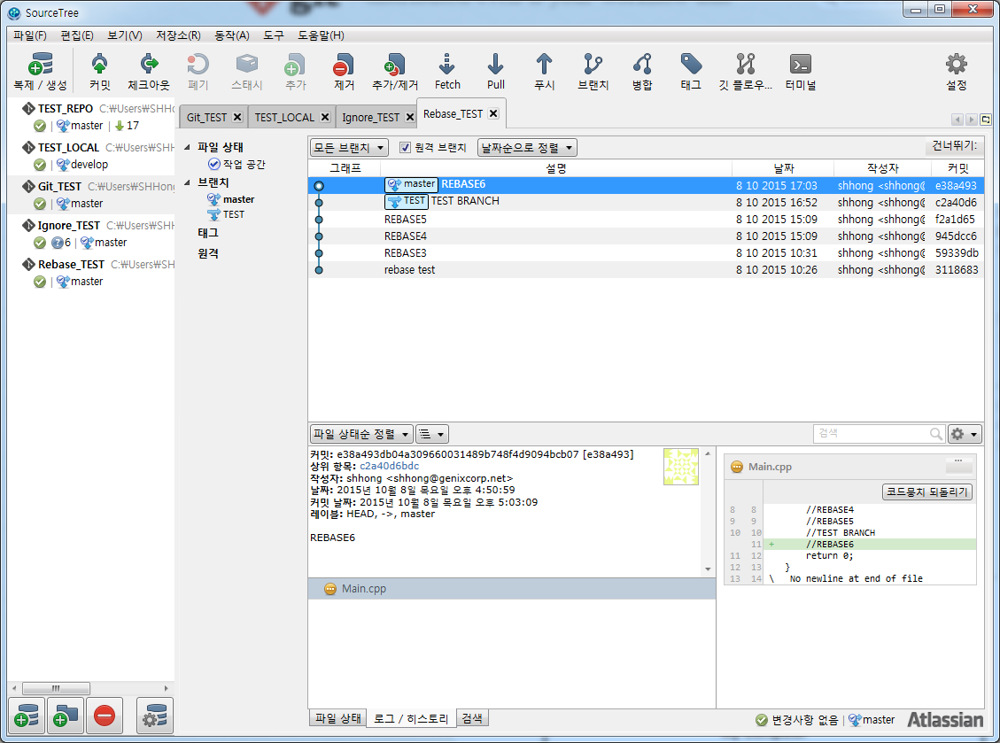 SourceTree
파일(F) 편집(E) 보기(V) 저장소(R) 동작(A) 도구 도움말(H)
복제 / 생성 커밋 체크아웃 폐기 스태시 추가 제거 추가/제거 Fetch Pull 푸시 브랜치 병합 태그 깃 플로우... 터미널 설정
TEST_REPO C:₩Users₩SHHo
master 17
TEST_LOCAL C:₩Users₩SHH
develop
Git_TEST C:₩Users₩SHHong
master
Ignore_TEST C:₩Users₩SHH
6 master
Rebase_TEST C:₩Users₩SH
master
Git_TEST TEST_LOCAL Ignore_TEST Rebase_TEST
파일 상태
작업 공간
브랜치
master
TEST
태그
원격
모든 브랜치 원격 브랜치 날짜순으로 정렬 건너뛰기:
그래프 설명 날짜 작성자 커밋
master REBASE6 8 10 2015 17:03 shhong <shhong@ e38a493
TEST TEST BRANCH 8 10 2015 16:52 shhong <shhong@ c2a40d6
REBASE5 8 10 2015 15:09 shhong <shhong@ f2a1d65
REBASE4 8 10 2015 15:09 shhong <shhong@ 945dcc6
REBASE3 8 10 2015 10:31 shhong <shhong@ 59339db
rebase test 8 10 2015 10:26 shhong <shhong@ 3118683
파일 상태순 정렬 검색
커밋: e38a493db04a309660031489b748f4d9094bcb07 [e38a493]
상위 항목: c2a40d6bdc
작성자: shhong <shhong@genixcorp.net>
날짜: 2015년 10월 8일 목요일 오후 4:50:59
커밋 날짜: 2015년 10월 8일 목요일 오후 5:03:09
레이블: HEAD, ->, master
REBASE6
Main.cpp
Main.cpp
코드뭉치 되돌리기
8 8 //REBASE4
9 9 //REBASE5
10 10 //TEST BRANCH
11 + //REBASE6
11 12 return 0;
12 13 }
13 14 \ No newline at end of file
파일 상태 로그 / 히스토리 검색
변경사항 없음 master Atlassian